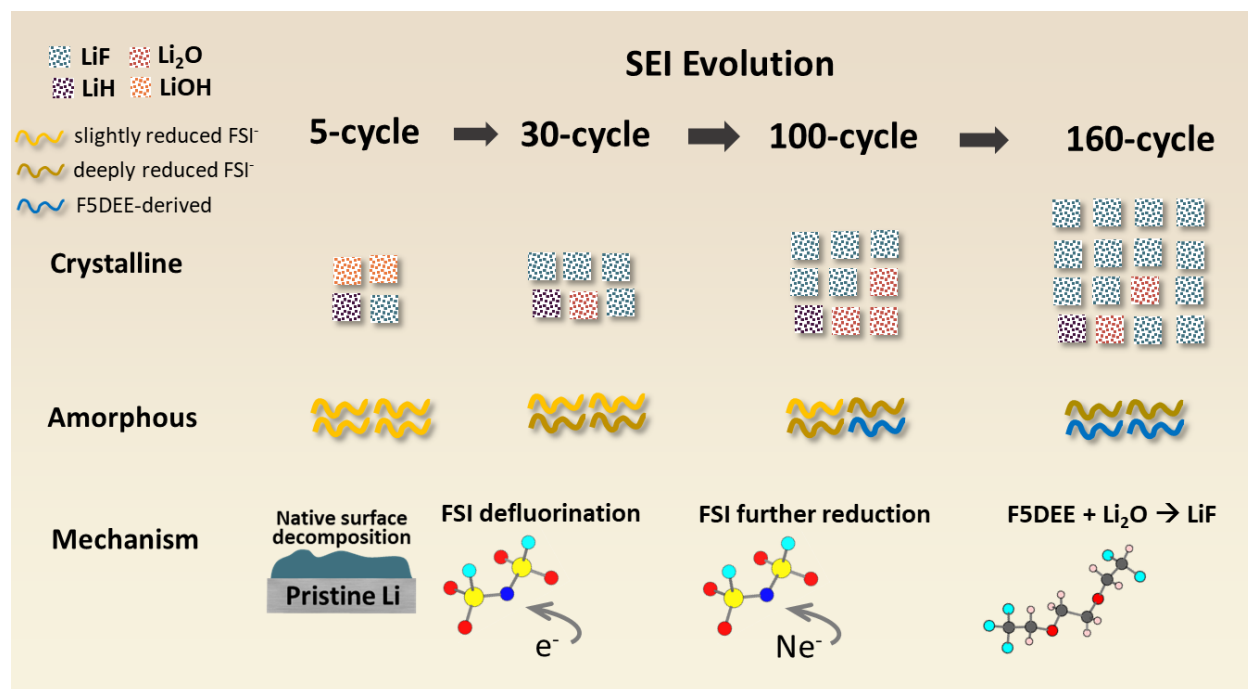 LiF
Li₂O
LiH
LiOH
slightly reduced FSI⁻
deeply reduced FSI⁻
F5DEE-derived
SEI Evolution
5-cycle
30-cycle
100-cycle
160-cycle
Crystalline
Amorphous
Mechanism
Native surface
decomposition
Pristine Li
FSI defluorination
e⁻
FSI further reduction
Ne⁻
F5DEE + Li₂O → LiF